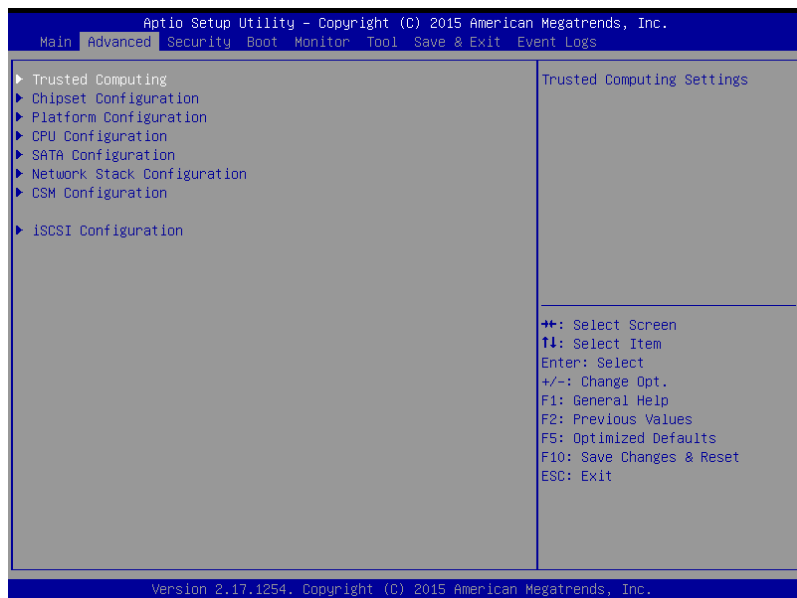 Aptio Setup Utility – Copyright (C) 2015 American Megatrends, Inc.
Main Advanced Security Boot Monitor Tool Save & Exit Event Logs
Trusted Computing
Chipset Configuration
Platform Configuration
CPU Configuration
SATA Configuration
Network Stack Configuration
CSM Configuration
iSCSI Configuration
Trusted Computing Settings
→←: Select Screen
↑↓: Select Item
Enter: Select
+/-: Change Opt.
F1: General Help
F2: Previous Values
F5: Optimized Defaults
F10: Save Changes & Reset
ESC: Exit
Version 2.17.1254. Copyright (C) 2015 American Megatrends, Inc.